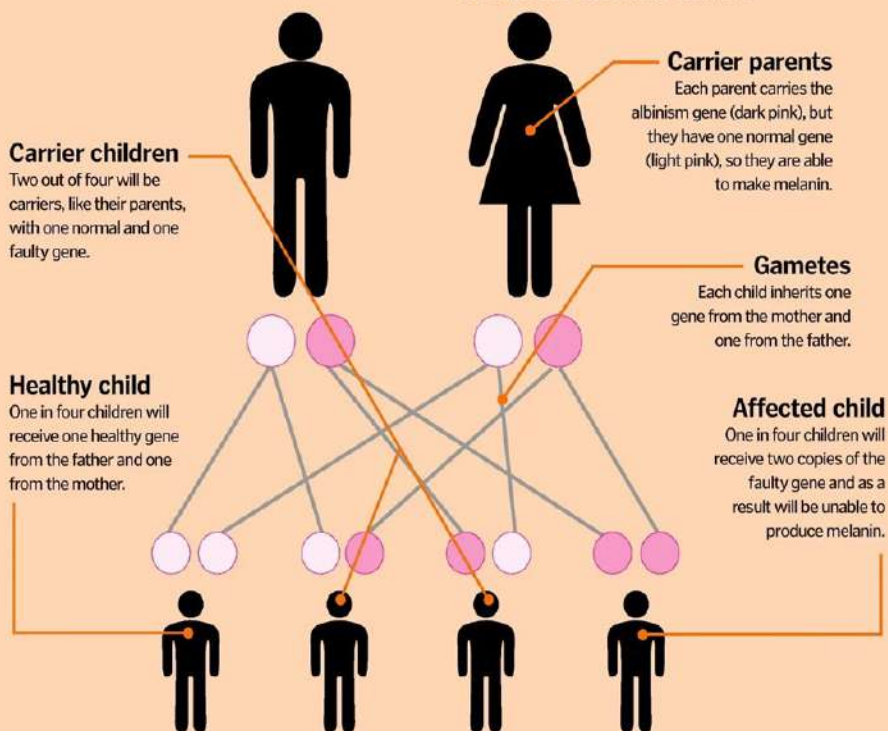 Carrier parents
Each parent carries the
albinism gene (dark pink), but
they have one normal gene
(light pink), so they are able
to make melanin.
Carrier children
Two out of four will be
carriers, like their parents,
with one normal and one
faulty gene.
Gametes
Each child inherits one
gene from the mother and
one from the father.
Healthy child
One in four children will
receive one healthy gene
from the father and one
from the mother.
Affected child
One in four children will
receive two copies of the
faulty gene and as a
result will be unable to
produce melanin.